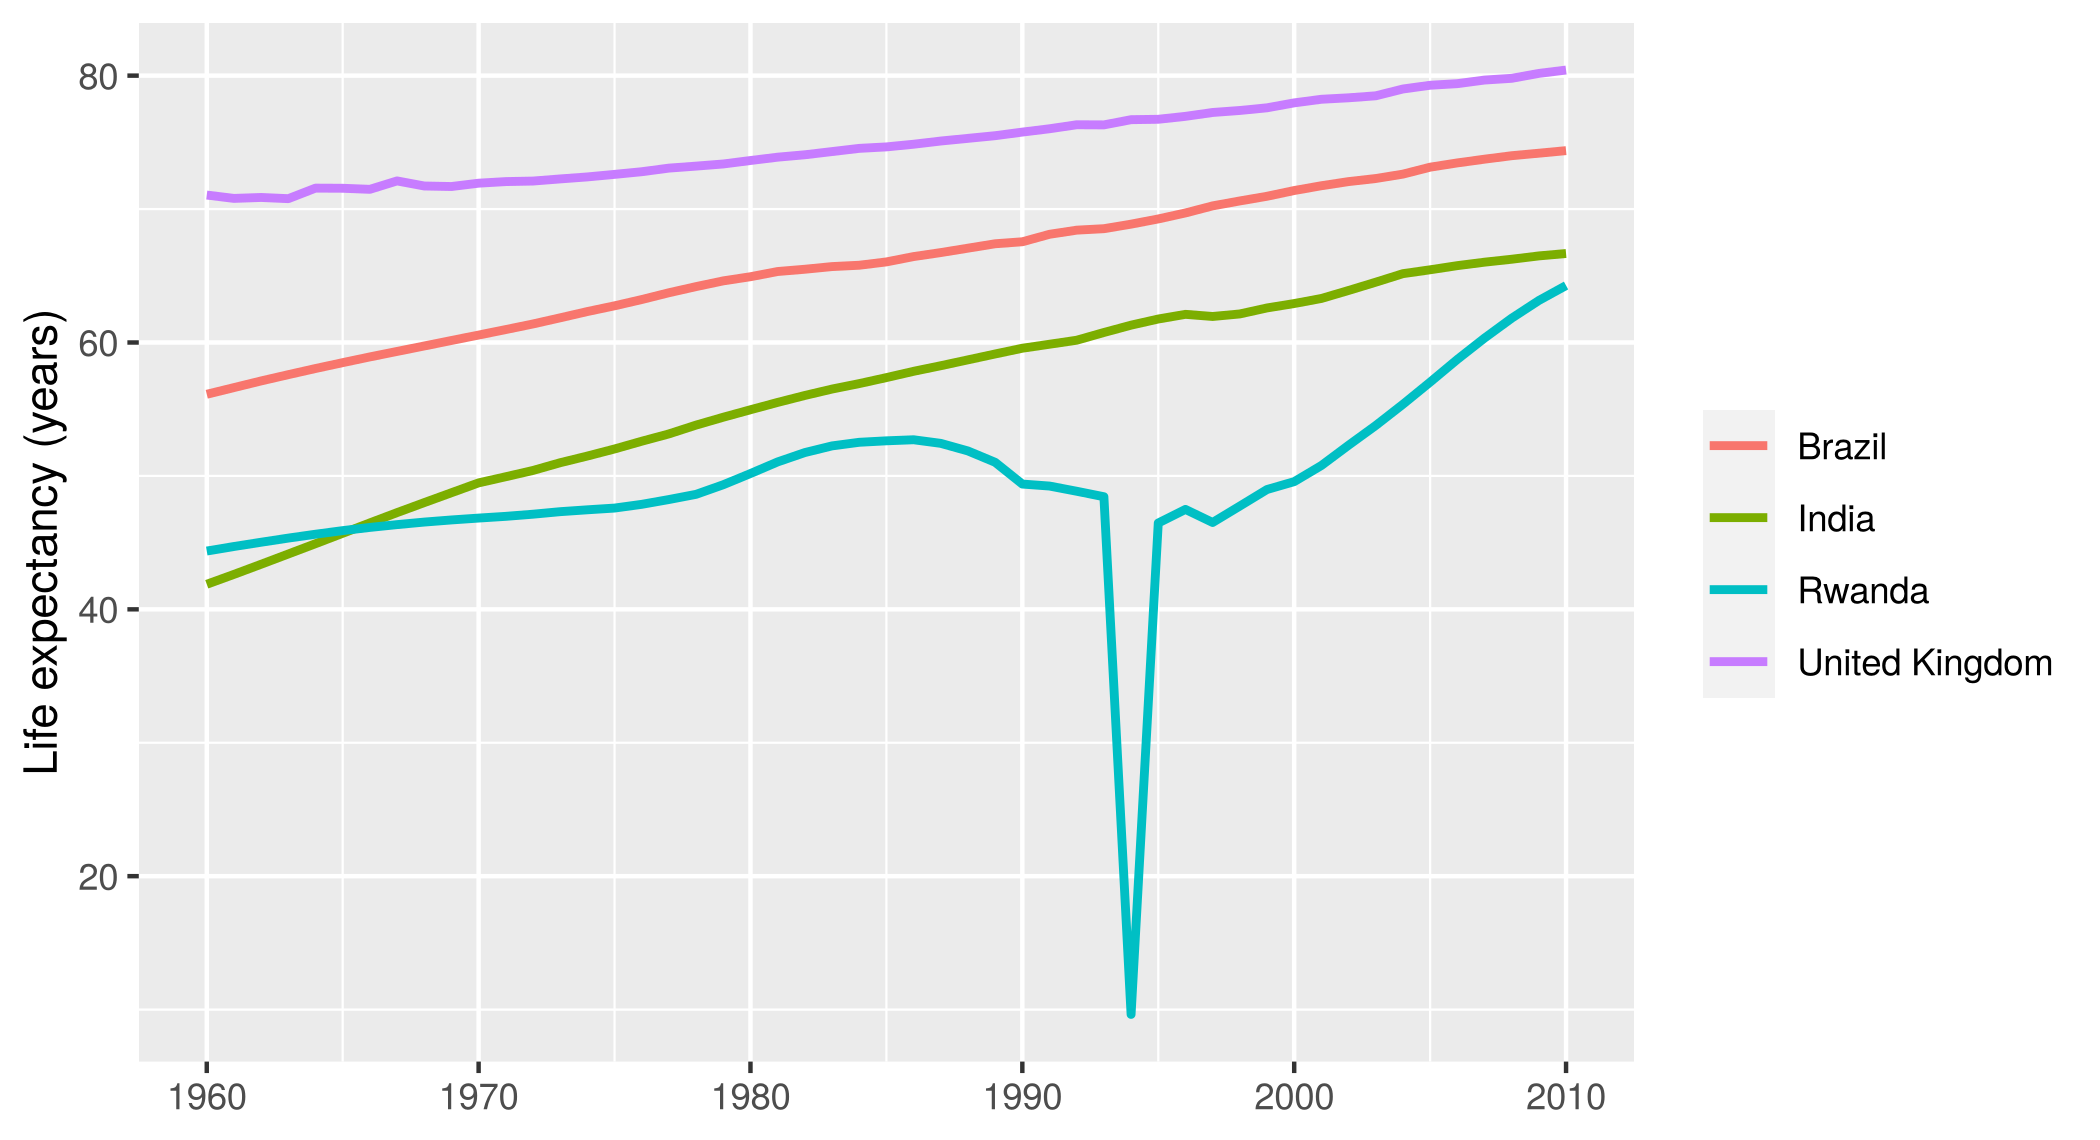 Life expectancy (years)
80
60
40
20
1960 1970 1980 1990 2000 2010
Brazil
India
Rwanda
United Kingdom